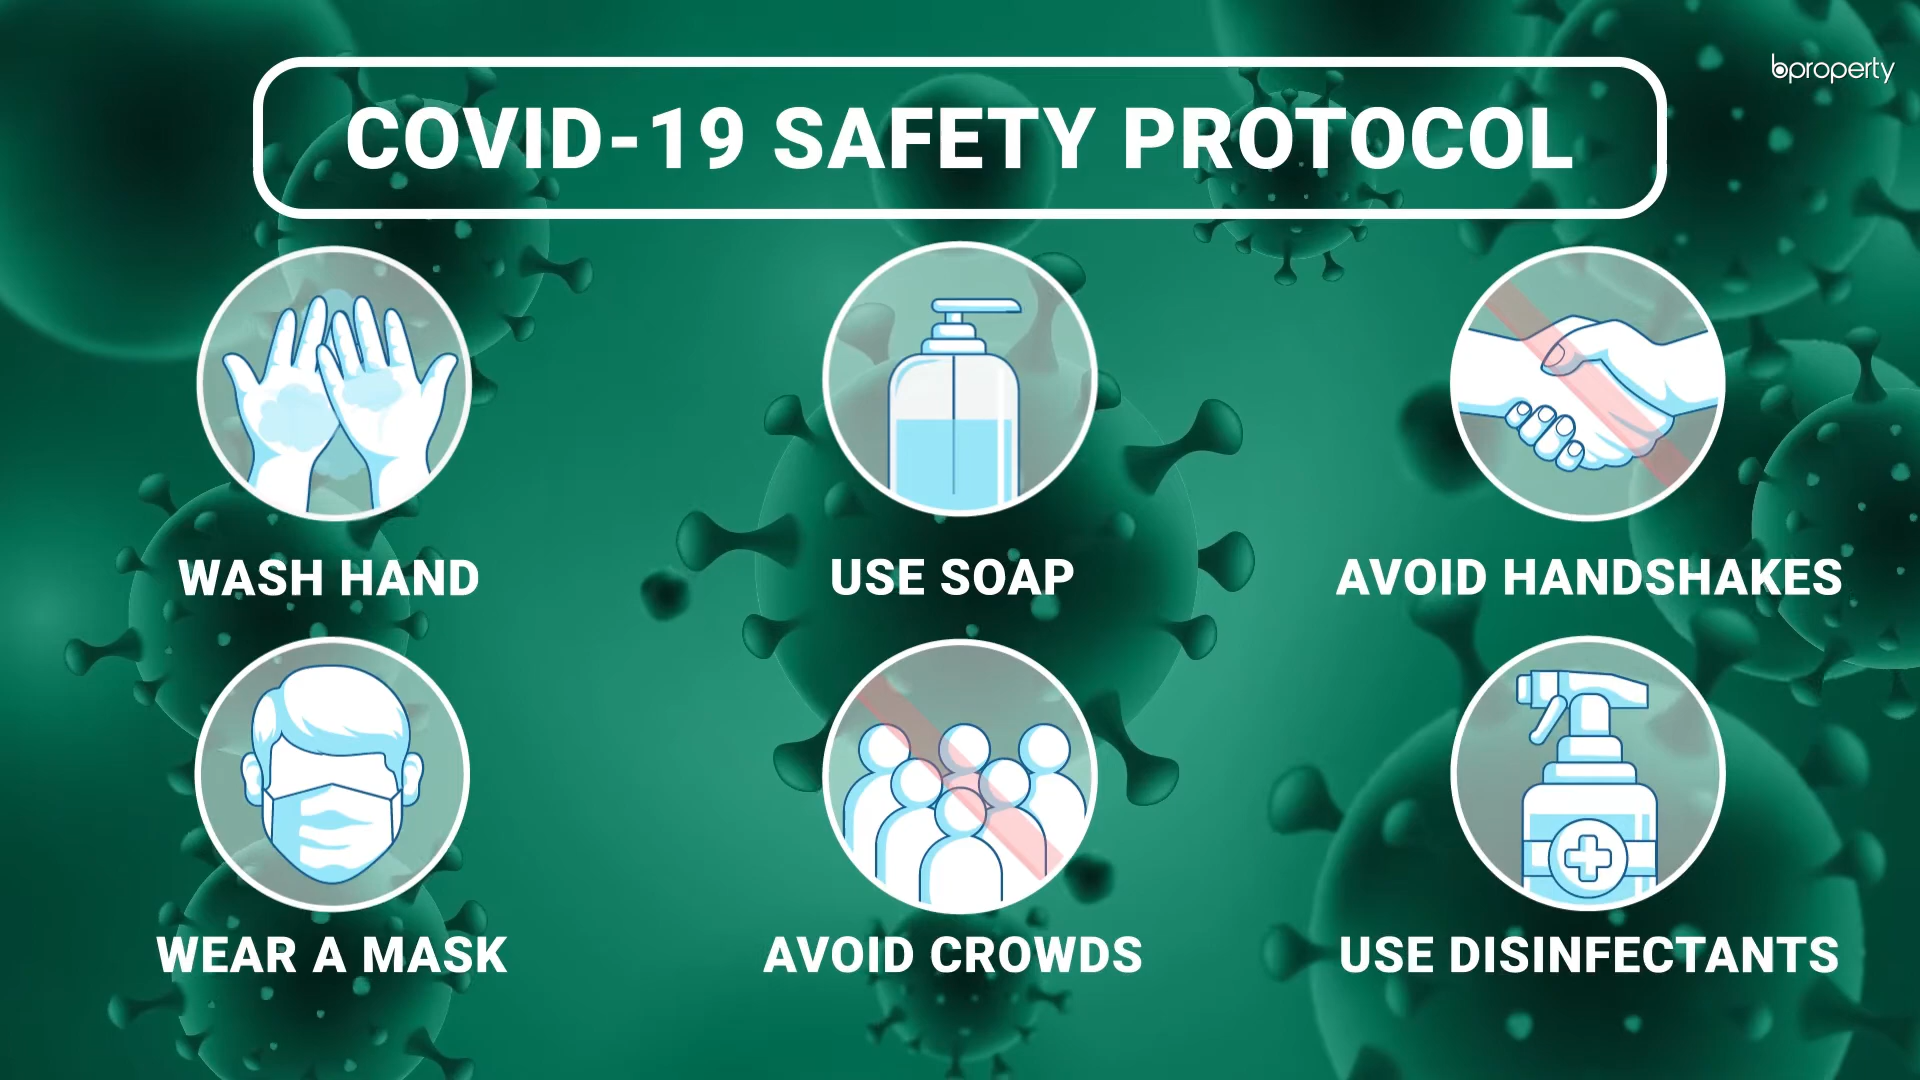 bproperty
COVID-19 SAFETY PROTOCOL
WASH HAND
USE SOAP
AVOID HANDSHAKES
WEAR A MASK
AVOID CROWDS
USE DISINFECTANTS